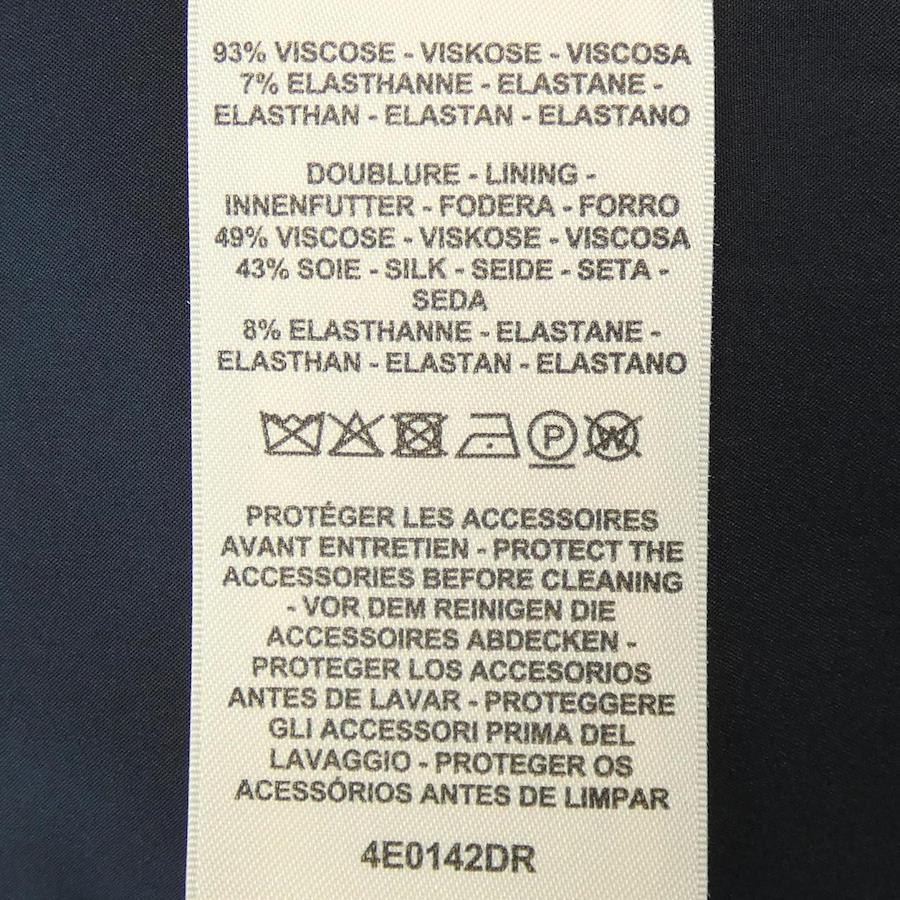 93% VISCOSE - VISKOSE - VISCOSA
7% ELASTHANNE - ELASTANE -
ELASTHAN - ELASTAN - ELASTANO
DOUBLURE - LINING -
INNENFUTTER - FODERA - FORRO
49% VISCOSE - VISKOSE - VISCOSA
43% SOIE - SILK - SEIDE - SETA -
SEDA
8% ELASTHANNE - ELASTANE -
ELASTHAN - ELASTAN - ELASTANO
P W
PROTÉGER LES ACCESSOIRES
AVANT ENTRETIEN - PROTECT THE
ACCESSORIES BEFORE CLEANING
- VOR DEM REINIGEN DIE
ACCESSOIRES ABDECKEN -
PROTEGER LOS ACCESORIOS
ANTES DE LAVAR - PROTEGGERE
GLI ACCESSORI PRIMA DEL
LAVAGGIO - PROTEGER OS
ACESSÓRIOS ANTES DE LIMPAR
4E0142DR